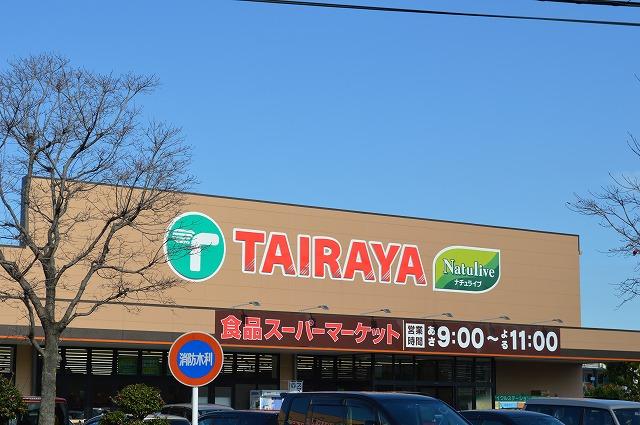 TAIRAYA
Natulive
ナチュライブ
食品スーパーマーケット
営業時間 あさ9:00~よる11:00
消防水利